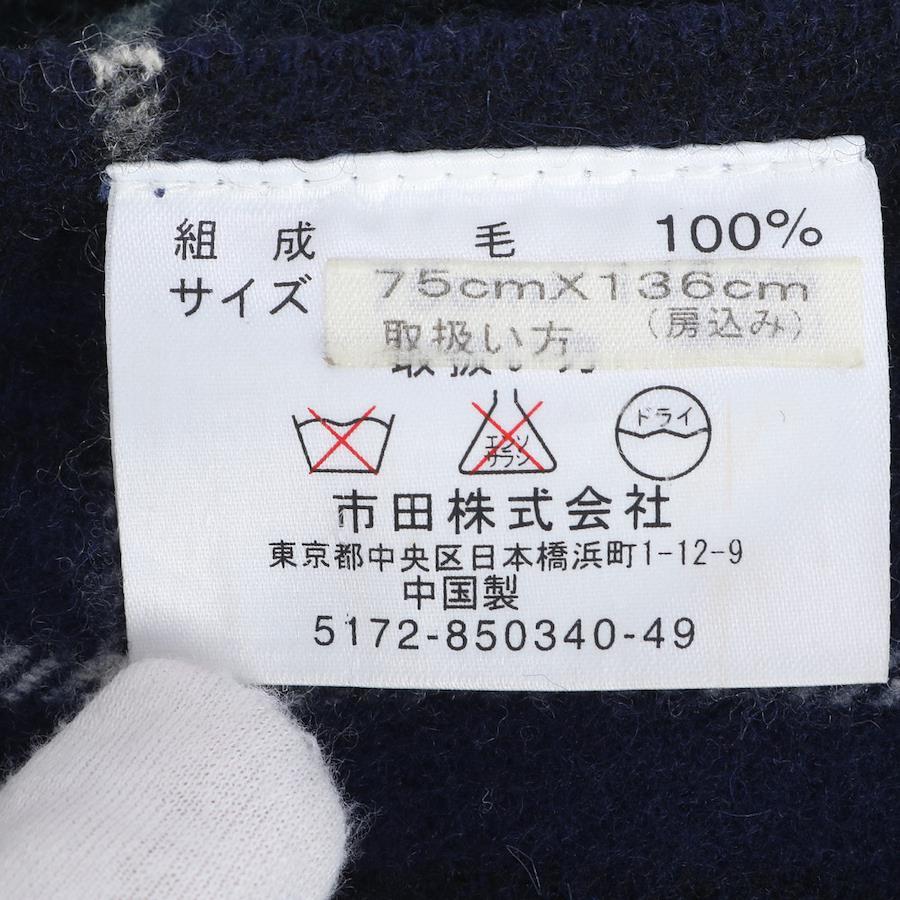 組成 毛 100%
サイズ 75cmX136cm
取扱い方 (房込み)
取扱い方
エンソ
サラシ
ドライ
市田株式会社
東京都中央区日本橋浜町1-12-9
中国製
5172-850340-49